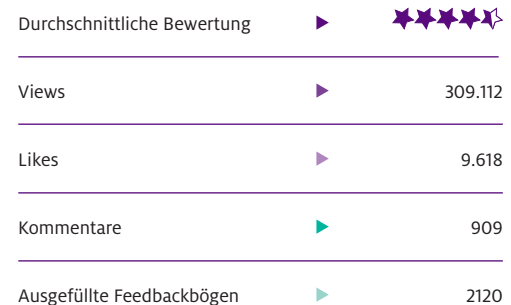 Durchschnittliche Bewertung
Views 309.112
Likes 9.618
Kommentare 909
Ausgefüllte Feedbackbögen 2120